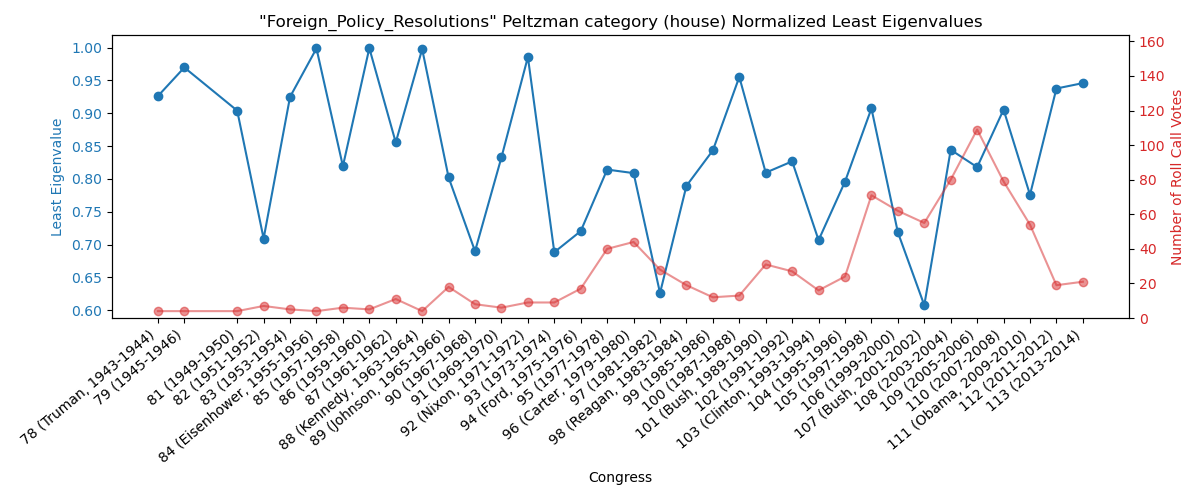 "Foreign_Policy_Resolutions" Peltzman category (house) Normalized Least Eigenvalues
1.00
0.95
0.90
0.85
0.80
0.75
0.70
0.65
0.60
Least Eigenvalue
160
140
120
100
80
60
40
20
0
Number of Roll Call Votes
78 (Truman, 1943-1944)
79 (1945-1946)
81 (1949-1950)
82 (1951-1952)
83 (1953-1954)
84 (Eisenhower, 1955-1956)
85 (1957-1958)
86 (1959-1960)
87 (1961-1962)
88 (Kennedy, 1963-1964)
89 (Johnson, 1965-1966)
90 (1967-1968)
91 (1969-1970)
92 (Nixon, 1971-1972)
93 (1973-1974)
94 (Ford, 1975-1976)
95 (1977-1978)
96 (Carter, 1979-1980)
97 (1981-1982)
98 (Reagan, 1983-1984)
99 (1985-1986)
100 (1987-1988)
101 (Bush, 1989-1990)
102 (1991-1992)
103 (Clinton, 1993-1994)
104 (1995-1996)
105 (1997-1998)
106 (1999-2000)
107 (Bush, 2001-2002)
108 (2003-2004)
109 (2005-2006)
110 (2007-2008)
111 (Obama, 2009-2010)
112 (2011-2012)
113 (2013-2014)
Congress